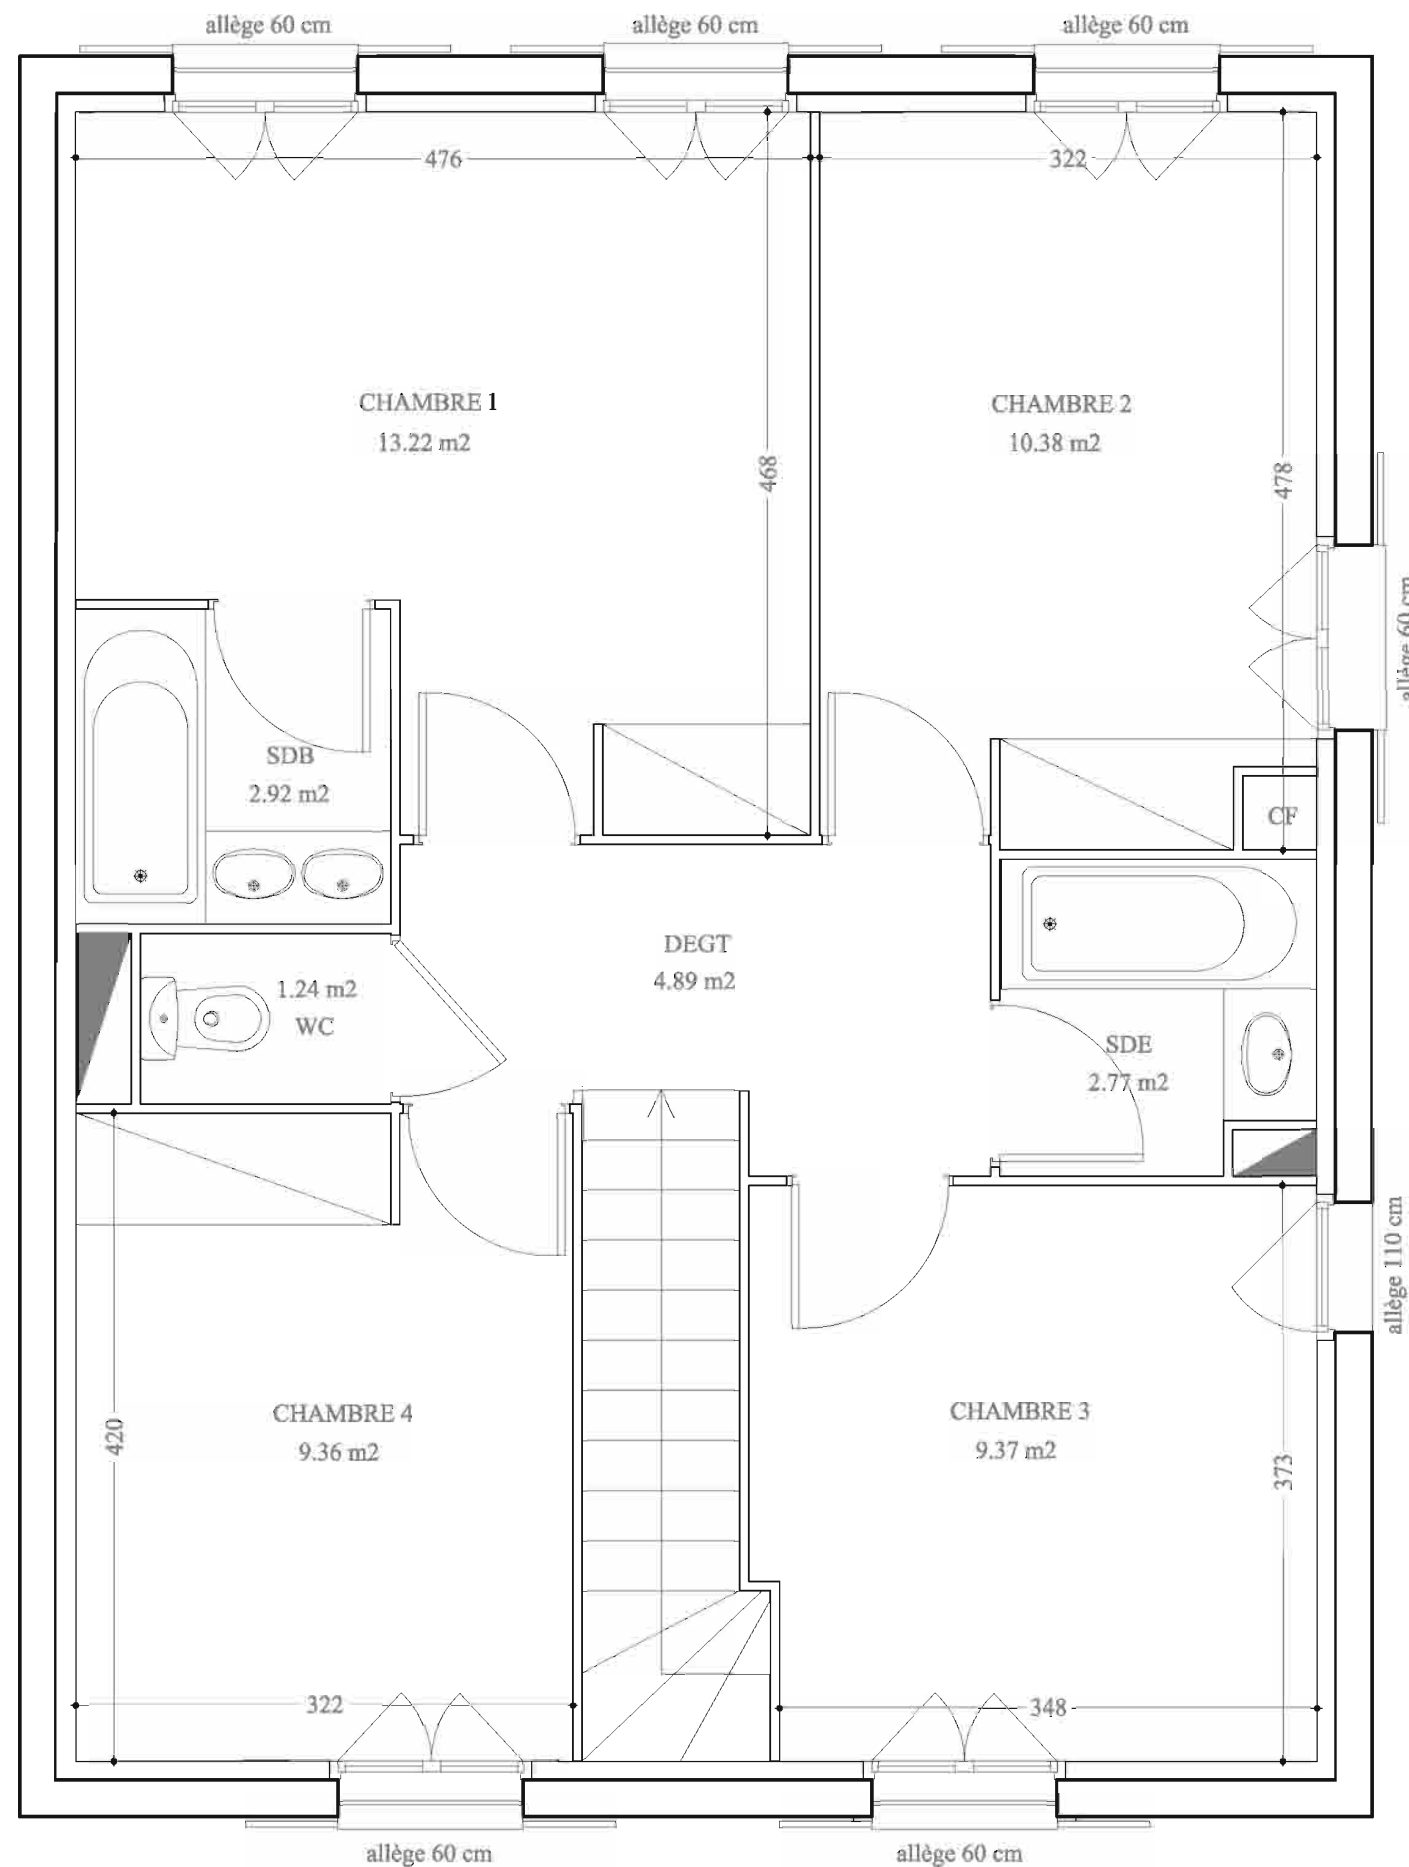 allège 60 cm
allège 60 cm
allège 60 cm
476
322
CHAMBRE 1
13.22 m2
468
CHAMBRE 2
10.38 m2
478
allège 60 cm
SDB
2.92 m2
CF
DEGT
4.89 m2
1.24 m2
WC
SDE
2.77 m2
allège 110 cm
CHAMBRE 4
9.36 m2
420
CHAMBRE 3
9.37 m2
373
322
348
allège 60 cm
allège 60 cm